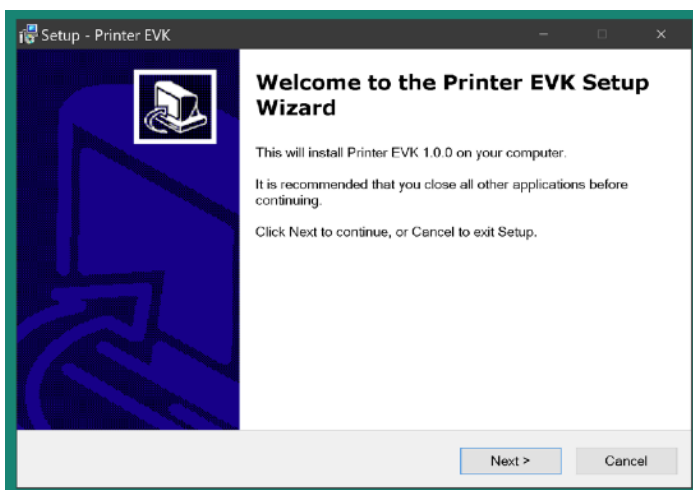 Setup - Printer EVK
Welcome to the Printer EVK Setup
Wizard
This will install Printer EVK 1.0.0 on your computer.
It is recommended that you close all other applications before
continuing.
Click Next to continue, or Cancel to exit Setup.
Next >
Cancel